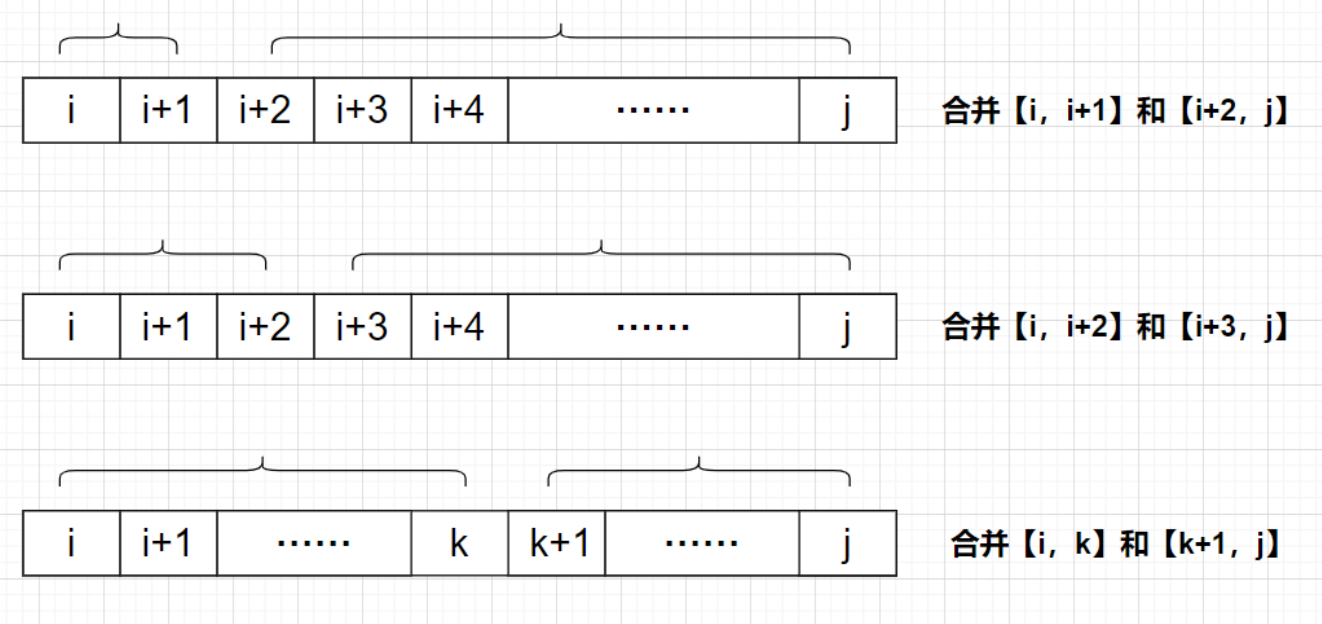 i i+1 i+2 i+3 i+4 ······ j 合并【i，i+1】和【i+2，j】
i i+1 i+2 i+3 i+4 ······ j 合并【i，i+2】和【i+3，j】
i i+1 ······ k k+1 ······ j 合并【i，k】和【k+1，j】